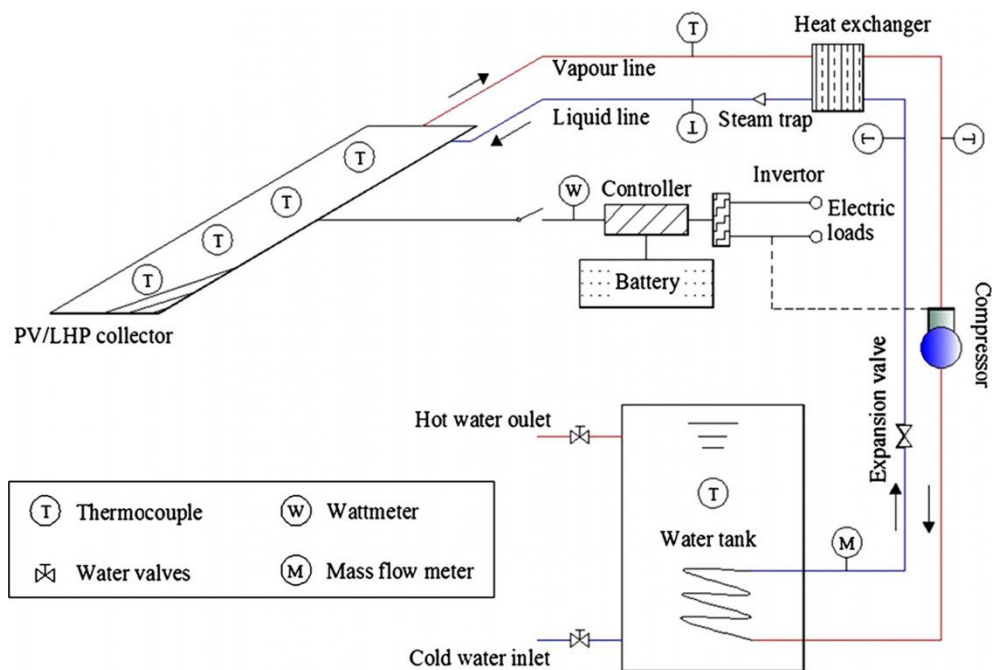 Heat exchanger
T
Vapour line
Liquid line
Steam trap
T
T
T
T
T
T
T
W
Controller
Invertor
Electric
loads
Battery
PV/LHP collector
Compressor
Expansion valve
Hot water oulet
T
Water tank
M
Cold water inlet
T Thermocouple
W Wattmeter
Water valves
M Mass flow meter